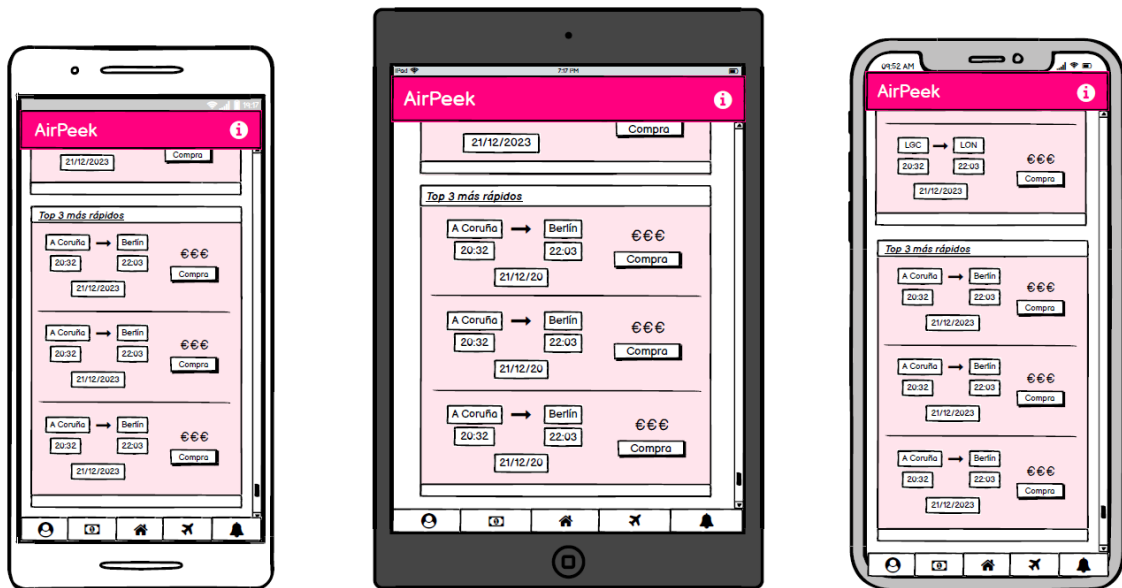 18:17
AirPeek
Compra
21/12/2023
Top 3 más rápidos
A Coruña → Berlín
20:32 22:03
€€€
Compra
21/12/2023
A Coruña → Berlín
20:32 22:03
€€€
Compra
21/12/2023
A Coruña → Berlín
20:32 22:03
€€€
Compra
21/12/2023
iPad 7:17 PM
AirPeek
Compra
21/12/2023
Top 3 más rápidos
A Coruña → Berlín
20:32 22:03
€€€
Compra
21/12/20
A Coruña → Berlín
20:32 22:03
€€€
Compra
21/12/20
A Coruña → Berlín
20:32 22:03
€€€
Compra
21/12/20
09:52 AM
AirPeek
LGC → LON
20:32 22:03
€€€
Compra
21/12/2023
Top 3 más rápidos
A Coruña → Berlín
20:32 22:03
€€€
Compra
21/12/2023
A Coruña → Berlín
20:32 22:03
€€€
Compra
21/12/2023
A Coruña → Berlín
20:32 22:03
€€€
Compra
21/12/2023